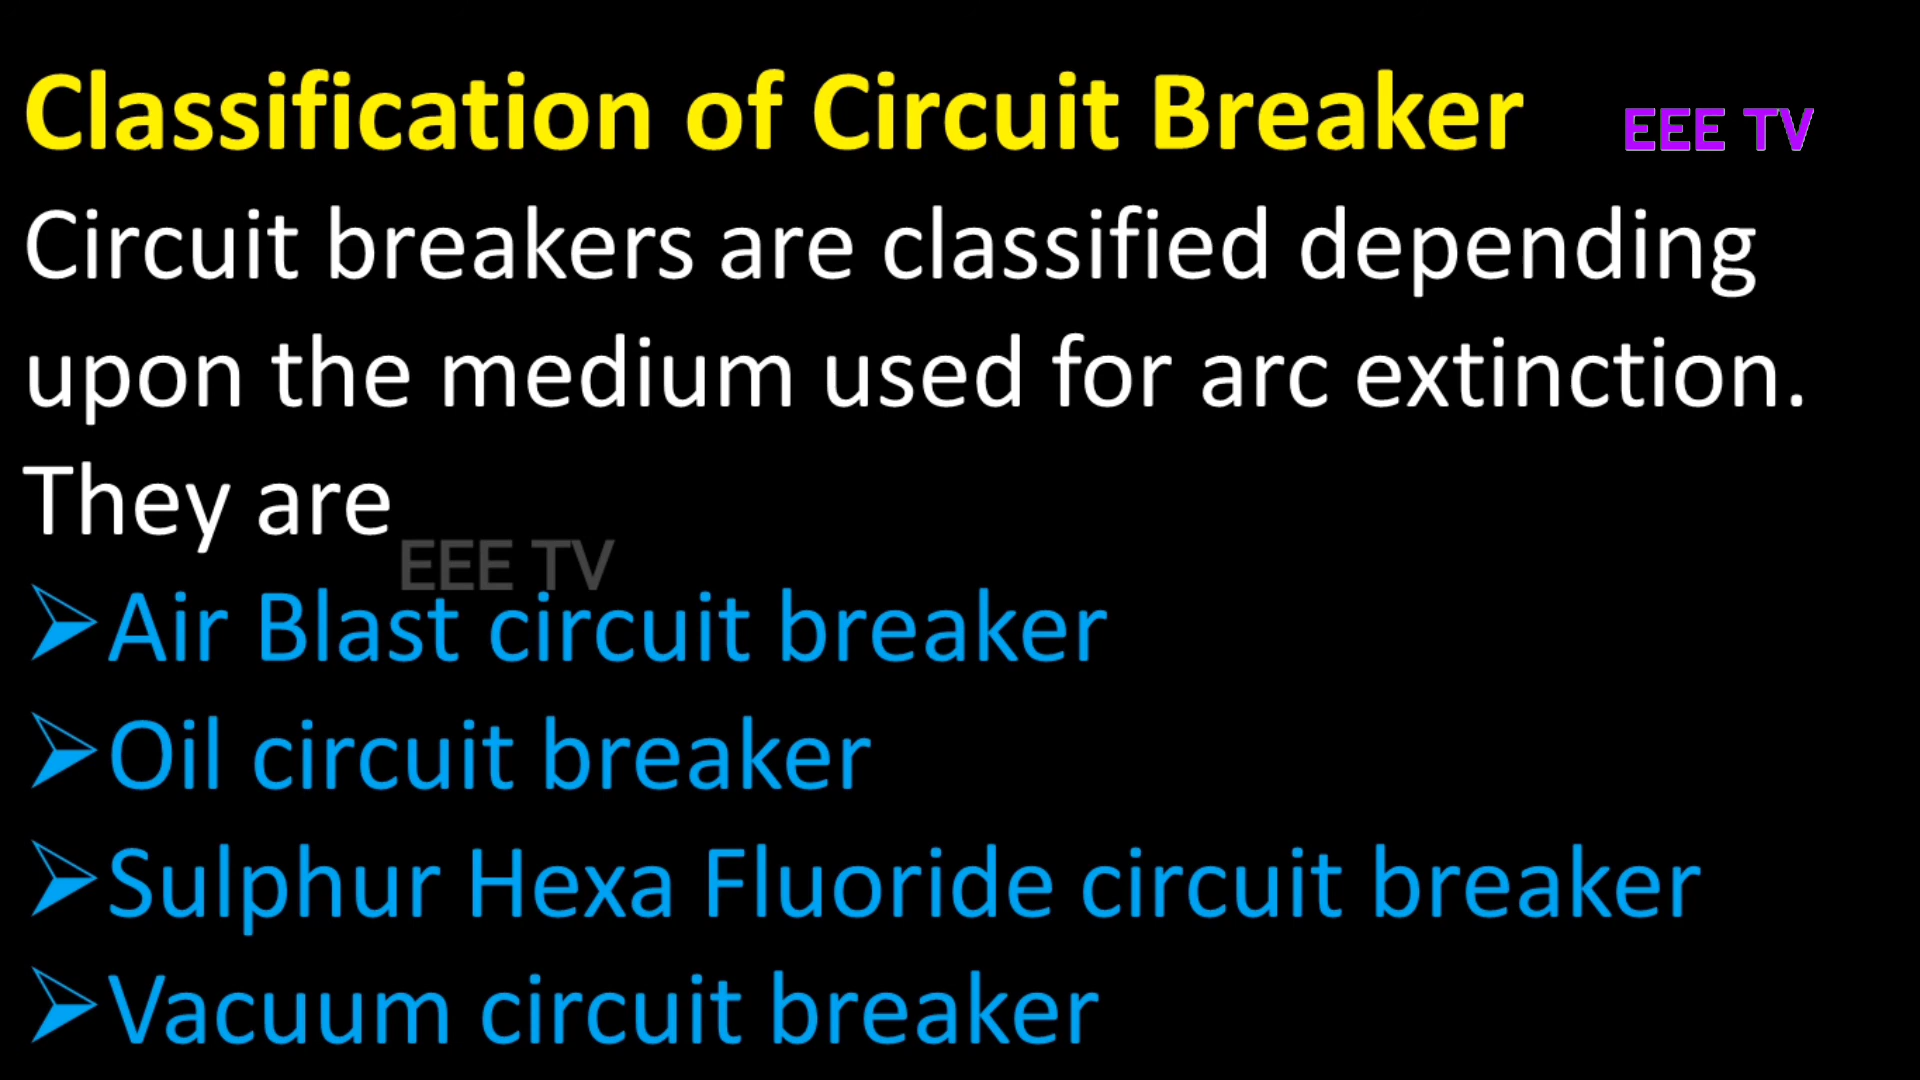 Classification of Circuit Breaker
EEE TV
Circuit breakers are classified depending
upon the medium used for arc extinction.
They are
EEE TV
➢Air Blast circuit breaker
➢Oil circuit breaker
➢Sulphur Hexa Fluoride circuit breaker
➢Vacuum circuit breaker